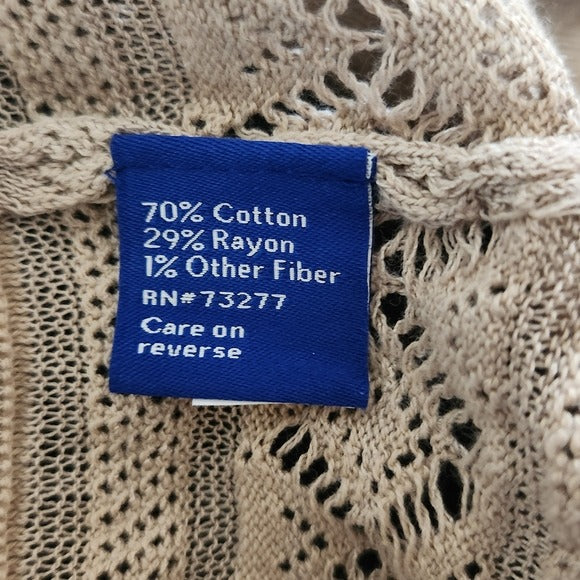 70% Cotton
29% Rayon
1% Other Fiber
RN#73277
Care on
reverse